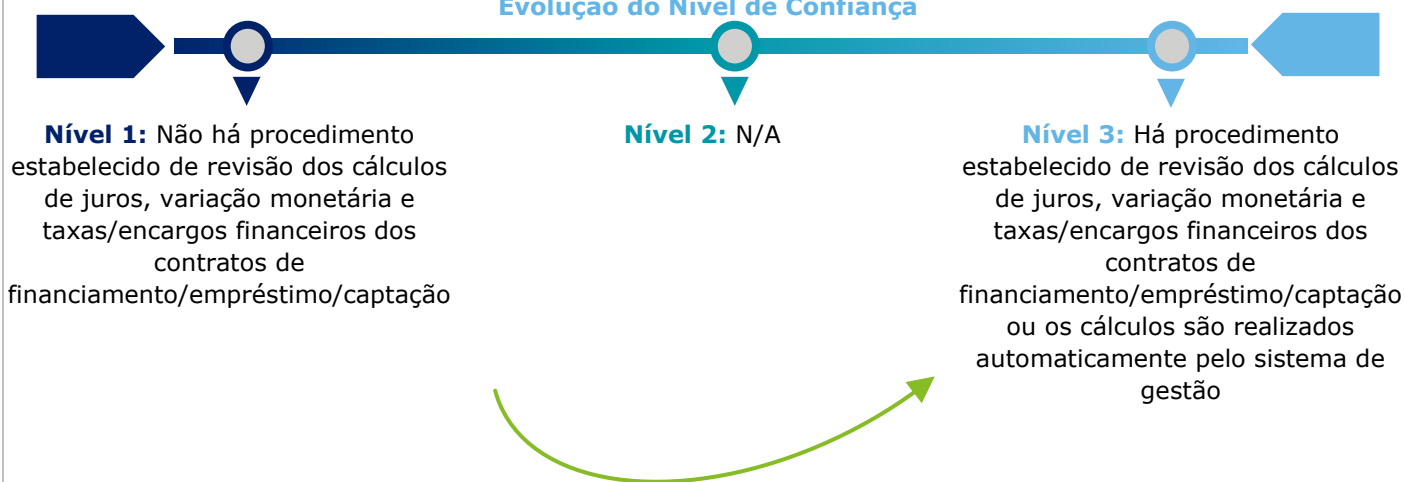 Evolução do Nível de Confiança
Nível 1: Não há procedimento
estabelecido de revisão dos cálculos
de juros, variação monetária e
taxas/encargos financeiros dos
contratos de
financiamento/empréstimo/captação
Nível 2: N/A
Nível 3: Há procedimento
estabelecido de revisão dos cálculos
de juros, variação monetária e
taxas/encargos financeiros dos
contratos de
financiamento/empréstimo/captação
ou os cálculos são realizados
automaticamente pelo sistema de
gestão